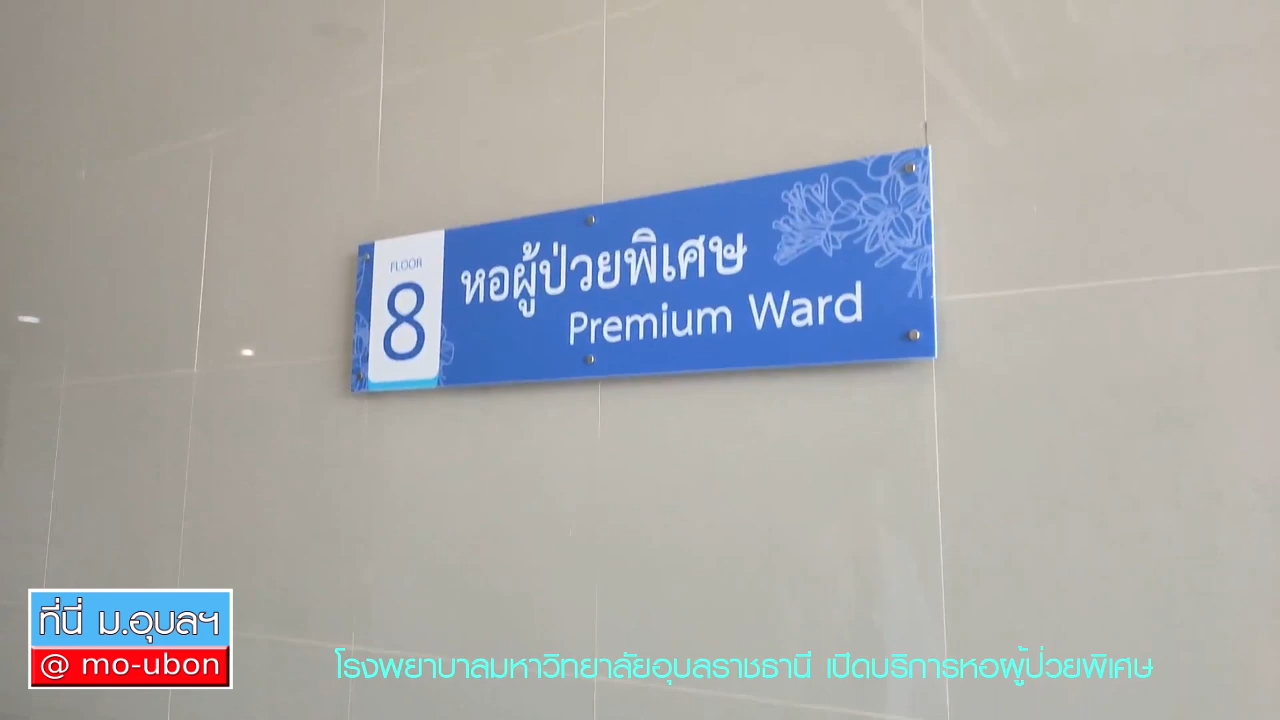 FLOOR
8
หอผู้ป่วยพิเศษ
Premium Ward
ที่นี่ ม.อุบลฯ
@ mo-ubon
โรงพยาบาลมหาวิทยาลัยอุบลราชธานี เปิดบริการหอผู้ป่วยพิเศษ